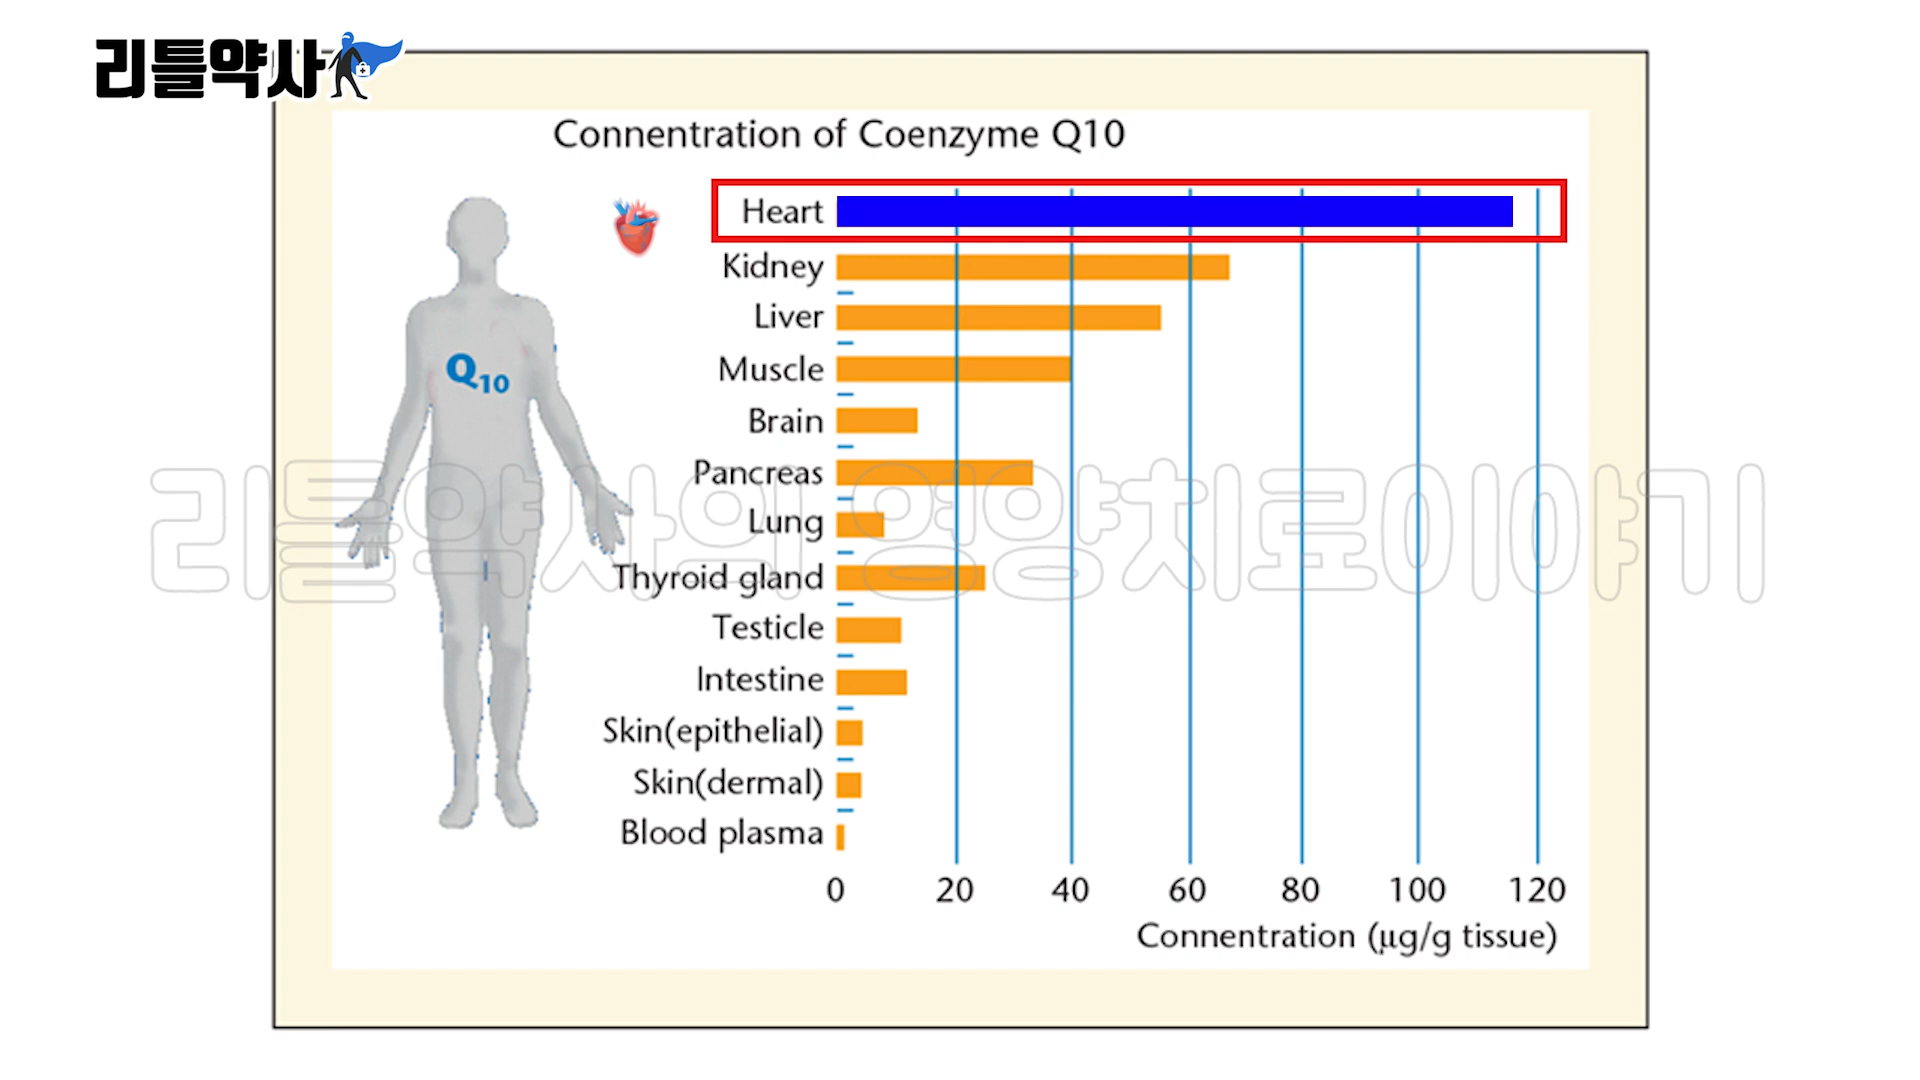 리틀약사
Connentration of Coenzyme Q10
Heart
Kidney
Liver
Muscle
Brain
Pancreas
Lung
Thyroid gland
Testicle
Intestine
Skin(epithelial)
Skin(dermal)
Blood plasma
0 20 40 60 80 100 120
Connentration (µg/g tissue)
Q10
리틀약사의 영양치료이야기